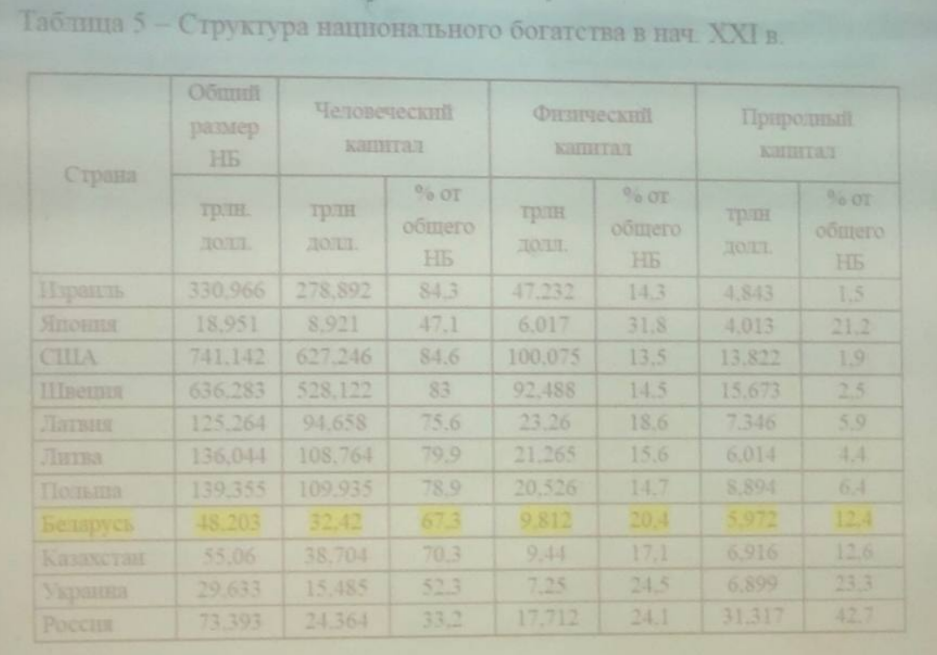 Таблица 5 – Структура национального богатства в нач. XXI в.
Страна | Общий размер НБ | Человеческий капитал | Физический капитал | Природный капитал
трлн. долл. | трлн долл. | % от общего НБ | трлн долл. | % от общего НБ | трлн долл. | % от общего НБ
Израиль 330,966 278,892 84,3 47,232 14,3 4,843 1,5
Япония 18,951 8,921 47,1 6,017 31,8 4,013 21,2
США 741,142 627,246 84,6 100,075 13,5 13,822 1,9
Швеция 636,283 528,122 83 92,488 14,5 15,673 2,5
Латвия 125,264 94,658 75,6 23,26 18,6 7,346 5,9
Литва 136,044 108,764 79,9 21,265 15,6 6,014 4,4
Польша 139,355 109,935 78,9 20,526 14,7 8,894 6,4
Беларусь 48,203 32,42 67,3 9,812 20,4 5,972 12,4
Казахстан 55,06 38,704 70,3 9,44 17,1 6,916 12,6
Украина 29,633 15,485 52,3 7,25 24,5 6,899 23,3
Россия 73,393 24,364 33,2 17,712 24,1 31,317 42,7